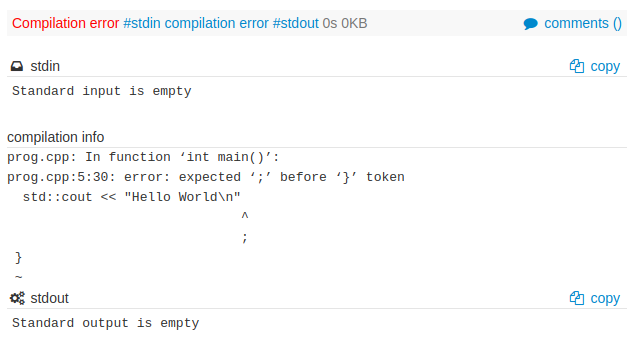 Compilation error #stdin compilation error #stdout 0s 0KB comments ()
stdin copy
Standard input is empty
compilation info
prog.cpp: In function ‘int main()’:
prog.cpp:5:30: error: expected ‘;’ before ‘}’ token
  std::cout << "Hello World\n"
                              ^
                              ;
 }
 ~
stdout copy
Standard output is empty